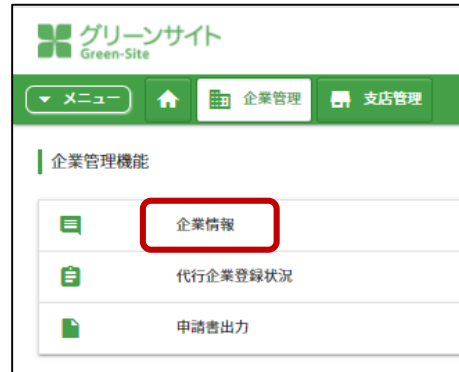 グリーンサイト
Green-Site
メニュー 企業管理 支店管理
企業管理機能
企業情報
代行企業登録状況
申請書出力